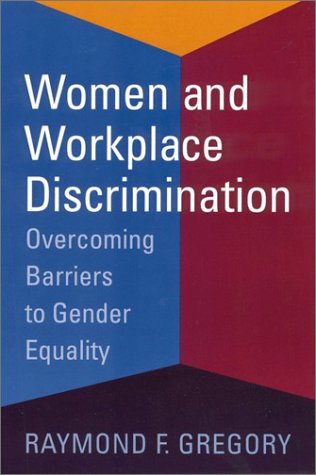 Women and
Workplace
Discrimination
Overcoming
Barriers
to Gender
Equality
RAYMOND F. GREGORY